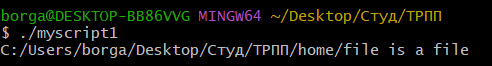 borga@DESKTOP-BB86VVG MINGW64 ~/Desktop/Студ/ТРПП
$ ./myscript1
C:/Users/borga/Desktop/Студ/ТРПП/home/file is a file